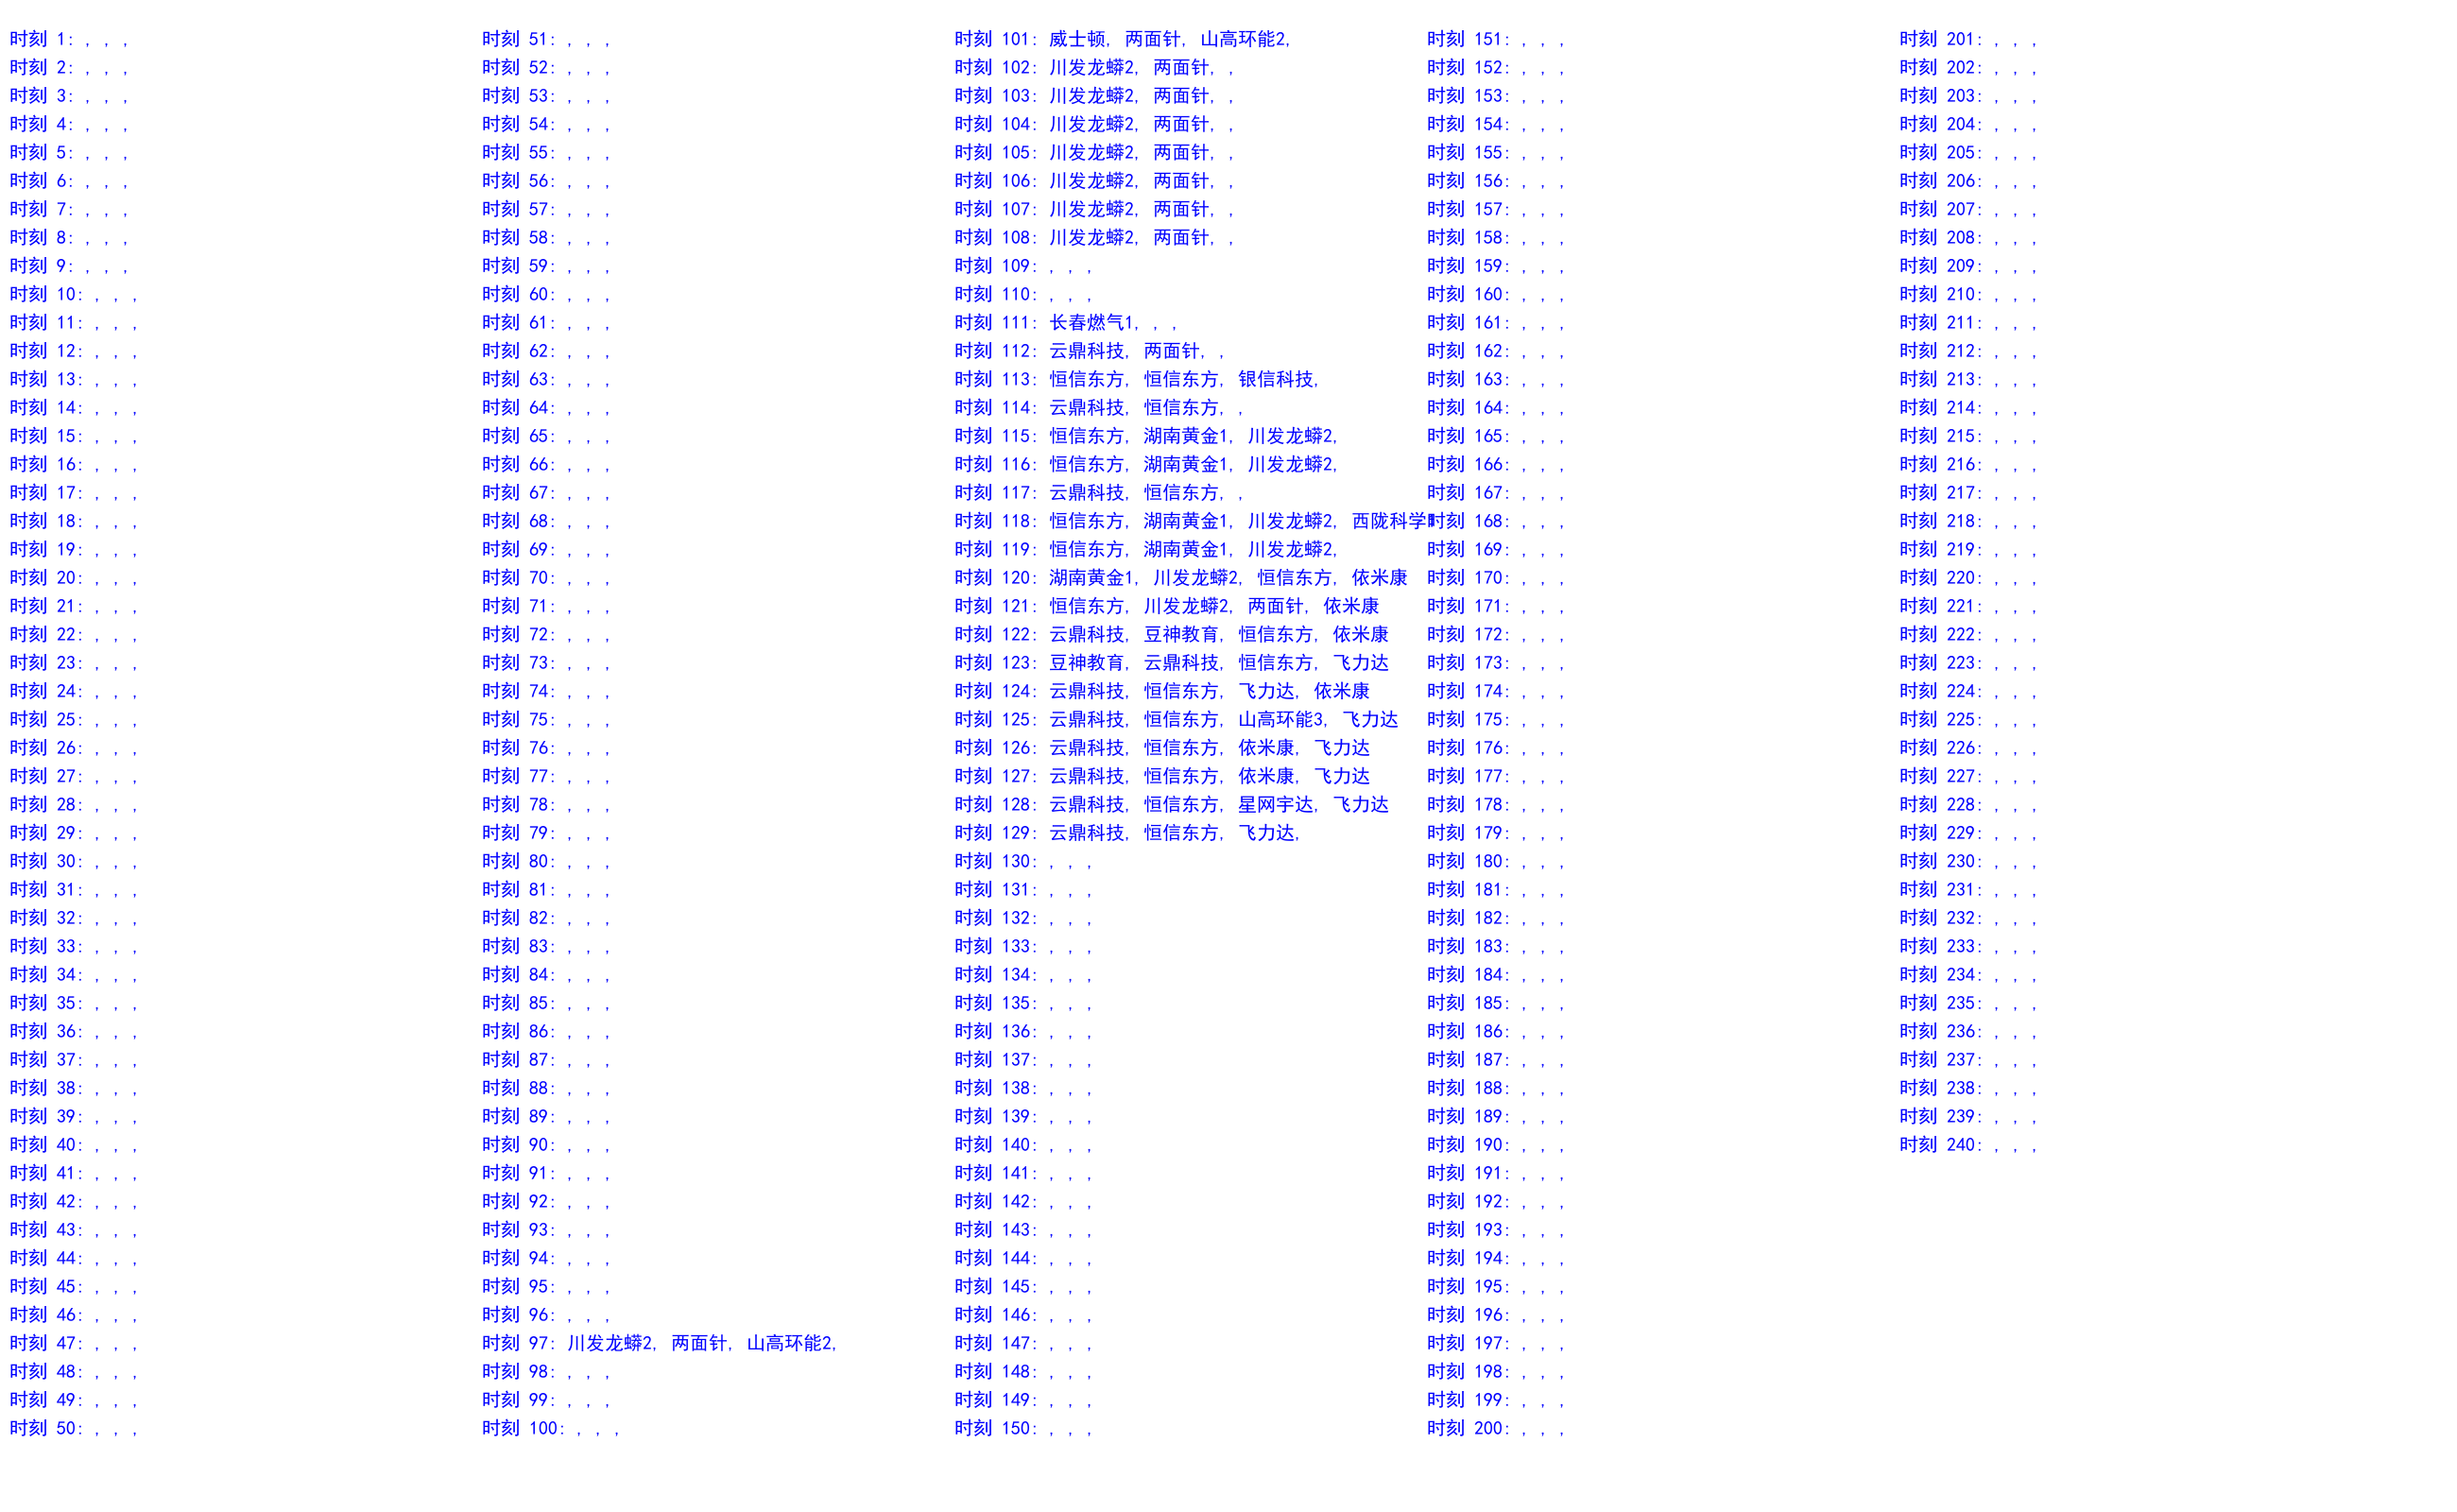 时刻 1: , , ,
时刻 2: , , ,
时刻 3: , , ,
时刻 4: , , ,
时刻 5: , , ,
时刻 6: , , ,
时刻 7: , , ,
时刻 8: , , ,
时刻 9: , , ,
时刻 10: , , ,
时刻 11: , , ,
时刻 12: , , ,
时刻 13: , , ,
时刻 14: , , ,
时刻 15: , , ,
时刻 16: , , ,
时刻 17: , , ,
时刻 18: , , ,
时刻 19: , , ,
时刻 20: , , ,
时刻 21: , , ,
时刻 22: , , ,
时刻 23: , , ,
时刻 24: , , ,
时刻 25: , , ,
时刻 26: , , ,
时刻 27: , , ,
时刻 28: , , ,
时刻 29: , , ,
时刻 30: , , ,
时刻 31: , , ,
时刻 32: , , ,
时刻 33: , , ,
时刻 34: , , ,
时刻 35: , , ,
时刻 36: , , ,
时刻 37: , , ,
时刻 38: , , ,
时刻 39: , , ,
时刻 40: , , ,
时刻 41: , , ,
时刻 42: , , ,
时刻 43: , , ,
时刻 44: , , ,
时刻 45: , , ,
时刻 46: , , ,
时刻 47: , , ,
时刻 48: , , ,
时刻 49: , , ,
时刻 50: , , ,
时刻 51: , , ,
时刻 52: , , ,
时刻 53: , , ,
时刻 54: , , ,
时刻 55: , , ,
时刻 56: , , ,
时刻 57: , , ,
时刻 58: , , ,
时刻 59: , , ,
时刻 60: , , ,
时刻 61: , , ,
时刻 62: , , ,
时刻 63: , , ,
时刻 64: , , ,
时刻 65: , , ,
时刻 66: , , ,
时刻 67: , , ,
时刻 68: , , ,
时刻 69: , , ,
时刻 70: , , ,
时刻 71: , , ,
时刻 72: , , ,
时刻 73: , , ,
时刻 74: , , ,
时刻 75: , , ,
时刻 76: , , ,
时刻 77: , , ,
时刻 78: , , ,
时刻 79: , , ,
时刻 80: , , ,
时刻 81: , , ,
时刻 82: , , ,
时刻 83: , , ,
时刻 84: , , ,
时刻 85: , , ,
时刻 86: , , ,
时刻 87: , , ,
时刻 88: , , ,
时刻 89: , , ,
时刻 90: , , ,
时刻 91: , , ,
时刻 92: , , ,
时刻 93: , , ,
时刻 94: , , ,
时刻 95: , , ,
时刻 96: , , ,
时刻 97: 川发龙蟒2, 两面针, 山高环能2,
时刻 98: , , ,
时刻 99: , , ,
时刻 100: , , ,
时刻 101: 威士顿, 两面针, 山高环能2,
时刻 102: 川发龙蟒2, 两面针, ,
时刻 103: 川发龙蟒2, 两面针, ,
时刻 104: 川发龙蟒2, 两面针, ,
时刻 105: 川发龙蟒2, 两面针, ,
时刻 106: 川发龙蟒2, 两面针, ,
时刻 107: 川发龙蟒2, 两面针, ,
时刻 108: 川发龙蟒2, 两面针, ,
时刻 109: , , ,
时刻 110: , , ,
时刻 111: 长春燃气1, , ,
时刻 112: 云鼎科技, 两面针, ,
时刻 113: 恒信东方, 恒信东方, 银信科技,
时刻 114: 云鼎科技, 恒信东方, ,
时刻 115: 恒信东方, 湖南黄金1, 川发龙蟒2,
时刻 116: 恒信东方, 湖南黄金1, 川发龙蟒2,
时刻 117: 云鼎科技, 恒信东方, ,
时刻 118: 恒信东方, 湖南黄金1, 川发龙蟒2, 西陇科学
时刻 119: 恒信东方, 湖南黄金1, 川发龙蟒2,
时刻 120: 湖南黄金1, 川发龙蟒2, 恒信东方, 依米康
时刻 121: 恒信东方, 川发龙蟒2, 两面针, 依米康
时刻 122: 云鼎科技, 豆神教育, 恒信东方, 依米康
时刻 123: 豆神教育, 云鼎科技, 恒信东方, 飞力达
时刻 124: 云鼎科技, 恒信东方, 飞力达, 依米康
时刻 125: 云鼎科技, 恒信东方, 山高环能3, 飞力达
时刻 126: 云鼎科技, 恒信东方, 依米康, 飞力达
时刻 127: 云鼎科技, 恒信东方, 依米康, 飞力达
时刻 128: 云鼎科技, 恒信东方, 星网宇达, 飞力达
时刻 129: 云鼎科技, 恒信东方, 飞力达,
时刻 130: , , ,
时刻 131: , , ,
时刻 132: , , ,
时刻 133: , , ,
时刻 134: , , ,
时刻 135: , , ,
时刻 136: , , ,
时刻 137: , , ,
时刻 138: , , ,
时刻 139: , , ,
时刻 140: , , ,
时刻 141: , , ,
时刻 142: , , ,
时刻 143: , , ,
时刻 144: , , ,
时刻 145: , , ,
时刻 146: , , ,
时刻 147: , , ,
时刻 148: , , ,
时刻 149: , , ,
时刻 150: , , ,
时刻 151: , , ,
时刻 152: , , ,
时刻 153: , , ,
时刻 154: , , ,
时刻 155: , , ,
时刻 156: , , ,
时刻 157: , , ,
时刻 158: , , ,
时刻 159: , , ,
时刻 160: , , ,
时刻 161: , , ,
时刻 162: , , ,
时刻 163: , , ,
时刻 164: , , ,
时刻 165: , , ,
时刻 166: , , ,
时刻 167: , , ,
时刻 168: , , ,
时刻 169: , , ,
时刻 170: , , ,
时刻 171: , , ,
时刻 172: , , ,
时刻 173: , , ,
时刻 174: , , ,
时刻 175: , , ,
时刻 176: , , ,
时刻 177: , , ,
时刻 178: , , ,
时刻 179: , , ,
时刻 180: , , ,
时刻 181: , , ,
时刻 182: , , ,
时刻 183: , , ,
时刻 184: , , ,
时刻 185: , , ,
时刻 186: , , ,
时刻 187: , , ,
时刻 188: , , ,
时刻 189: , , ,
时刻 190: , , ,
时刻 191: , , ,
时刻 192: , , ,
时刻 193: , , ,
时刻 194: , , ,
时刻 195: , , ,
时刻 196: , , ,
时刻 197: , , ,
时刻 198: , , ,
时刻 199: , , ,
时刻 200: , , ,
时刻 201: , , ,
时刻 202: , , ,
时刻 203: , , ,
时刻 204: , , ,
时刻 205: , , ,
时刻 206: , , ,
时刻 207: , , ,
时刻 208: , , ,
时刻 209: , , ,
时刻 210: , , ,
时刻 211: , , ,
时刻 212: , , ,
时刻 213: , , ,
时刻 214: , , ,
时刻 215: , , ,
时刻 216: , , ,
时刻 217: , , ,
时刻 218: , , ,
时刻 219: , , ,
时刻 220: , , ,
时刻 221: , , ,
时刻 222: , , ,
时刻 223: , , ,
时刻 224: , , ,
时刻 225: , , ,
时刻 226: , , ,
时刻 227: , , ,
时刻 228: , , ,
时刻 229: , , ,
时刻 230: , , ,
时刻 231: , , ,
时刻 232: , , ,
时刻 233: , , ,
时刻 234: , , ,
时刻 235: , , ,
时刻 236: , , ,
时刻 237: , , ,
时刻 238: , , ,
时刻 239: , , ,
时刻 240: , , ,